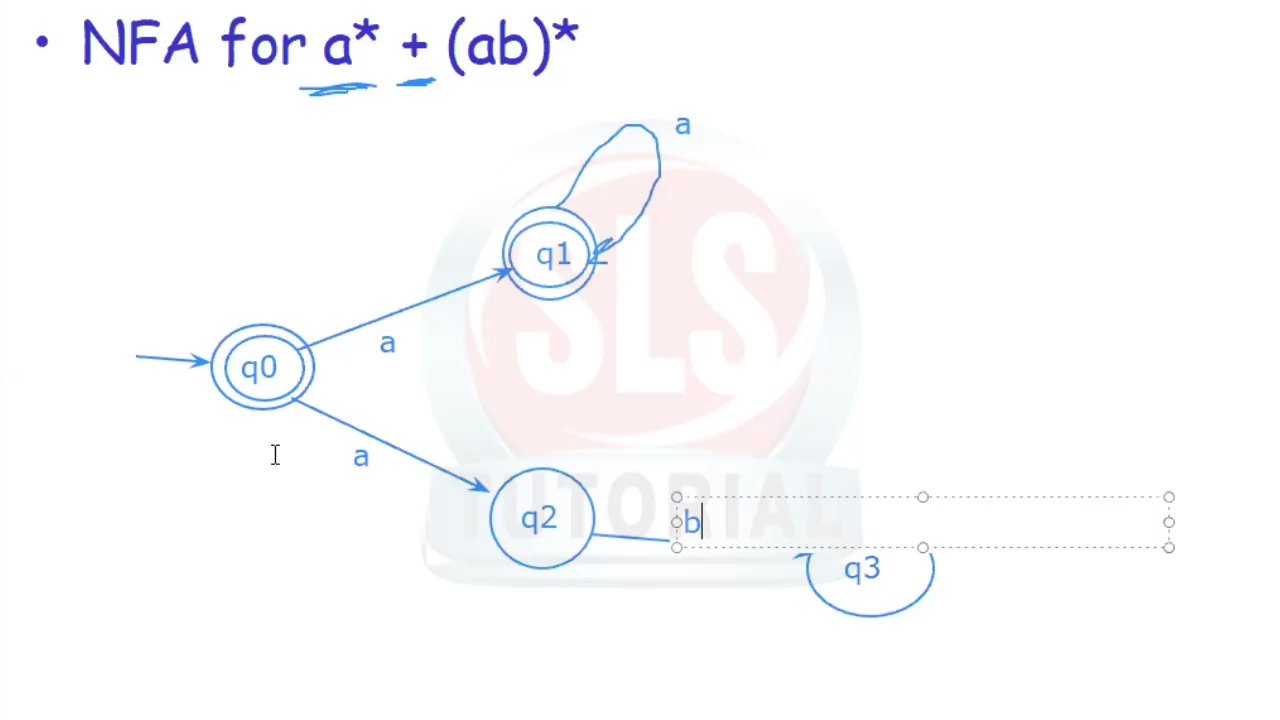 • NFA for a* + (ab)*
a
q1
a
q0
a
q2
b
q3
SLS
TUTORIAL